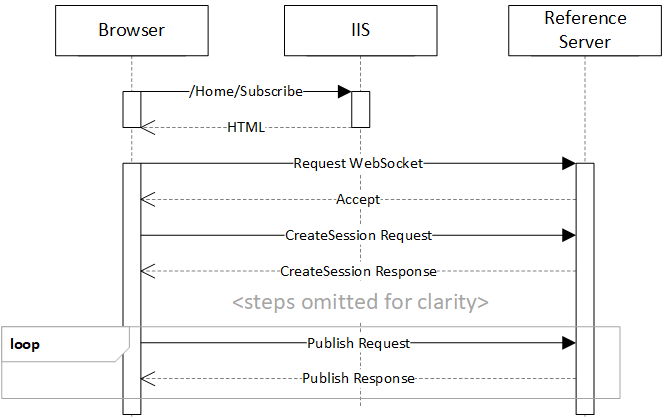 Browser
IIS
Reference
Server
/Home/Subscribe
HTML
Request WebSocket
Accept
CreateSession Request
CreateSession Response
<steps omitted for clarity>
loop
Publish Request
Publish Response